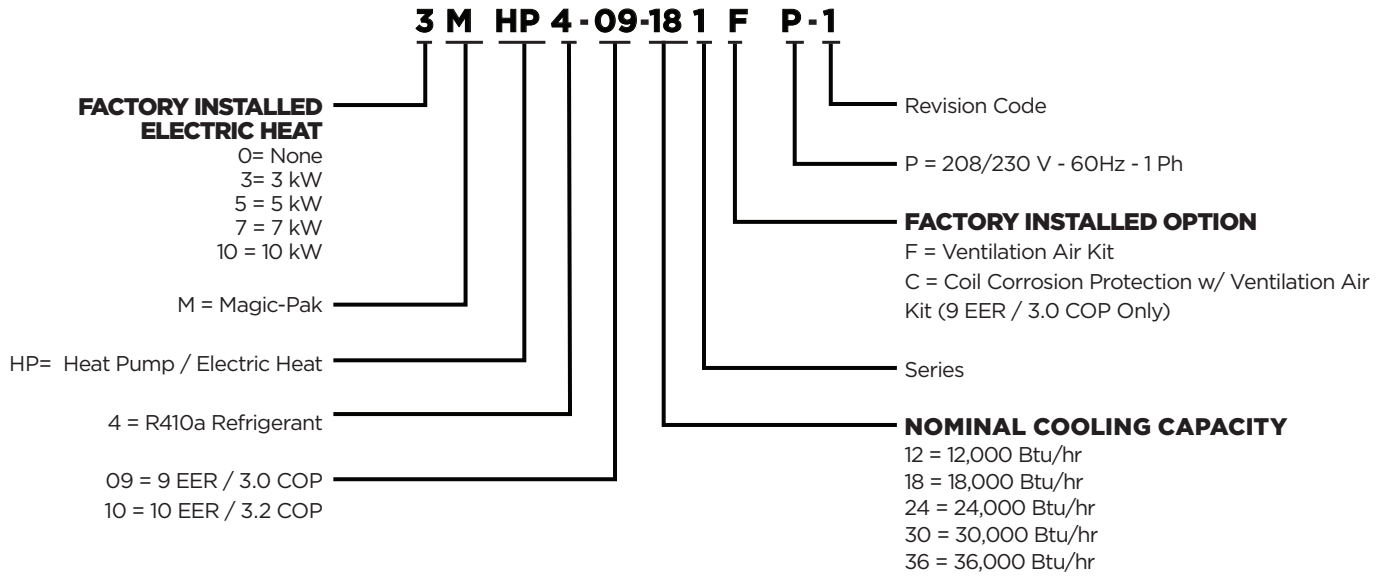 3 M HP 4 - 09 - 18 1 F P - 1
FACTORY INSTALLED
ELECTRIC HEAT
0= None
3= 3 kW
5 = 5 kW
7 = 7 kW
10 = 10 kW
M = Magic-Pak
HP= Heat Pump / Electric Heat
4 = R410a Refrigerant
09 = 9 EER / 3.0 COP
10 = 10 EER / 3.2 COP
Revision Code
P = 208/230 V - 60Hz - 1 Ph
FACTORY INSTALLED OPTION
F = Ventilation Air Kit
C = Coil Corrosion Protection w/ Ventilation Air
Kit (9 EER / 3.0 COP Only)
Series
NOMINAL COOLING CAPACITY
12 = 12,000 Btu/hr
18 = 18,000 Btu/hr
24 = 24,000 Btu/hr
30 = 30,000 Btu/hr
36 = 36,000 Btu/hr